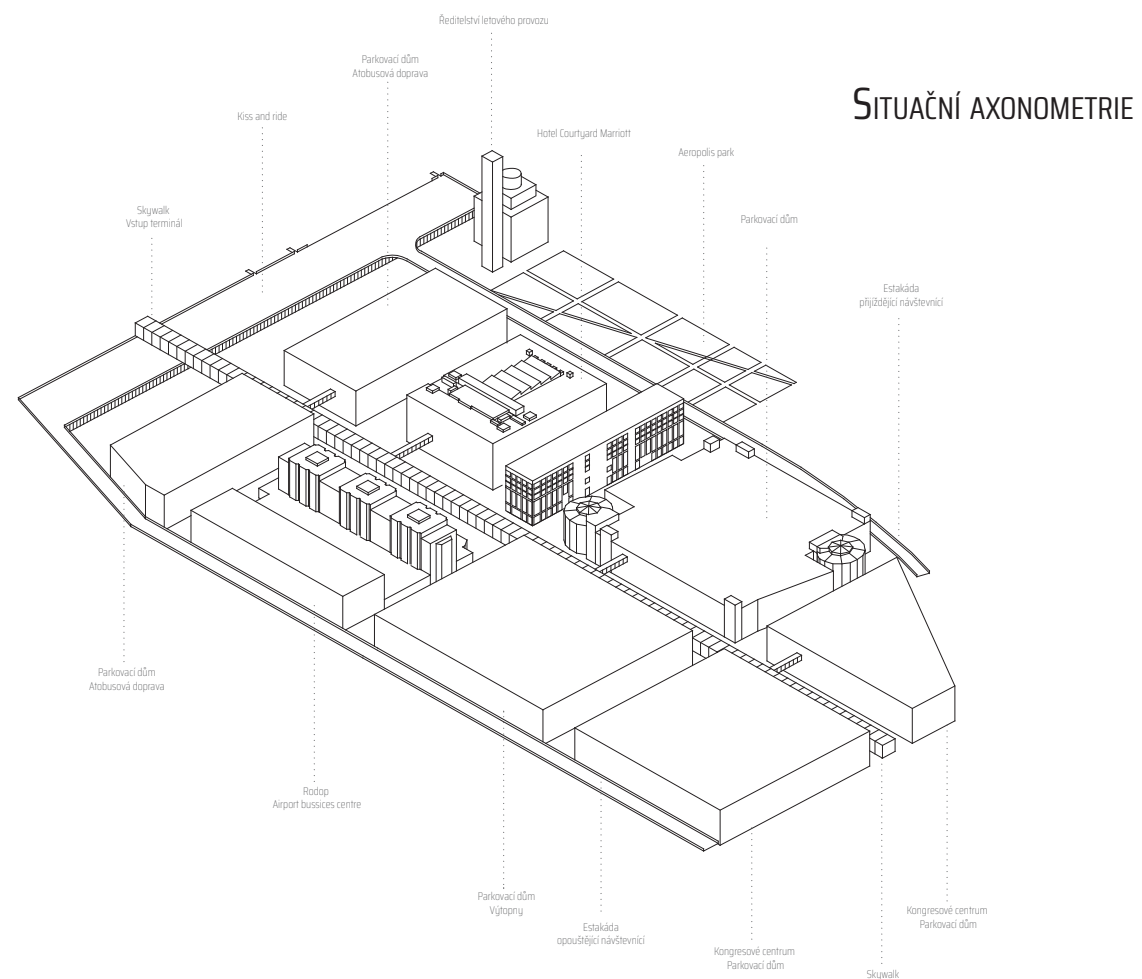 Ředitelství letového provozu
Parkovací dům
Atobusová doprava
SITUAČNÍ AXONOMETRIE
Kiss and ride
Hotel Courtyard Marriott
Aeropolis park
Skywalk
Vstup terminál
Parkovací dům
Estakáda
přijíždějící návštevníci
Parkovací dům
Atobusová doprava
Rodop
Airport bussices centre
Parkovací dům
Výtopny
Estakáda
opouštějící návštevníci
Kongresové centrum
Parkovací dům
Kongresové centrum
Parkovací dům
Skywalk